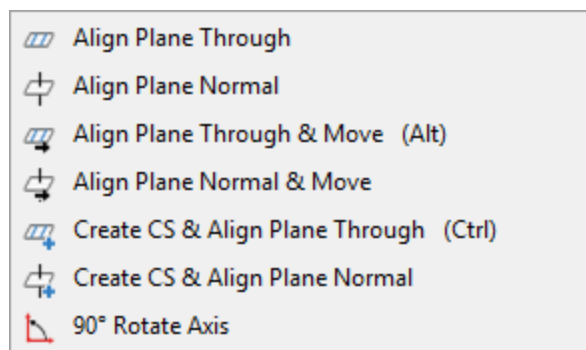 Align Plane Through
Align Plane Normal
Align Plane Through & Move (Alt)
Align Plane Normal & Move
Create CS & Align Plane Through (Ctrl)
Create CS & Align Plane Normal
90° Rotate Axis